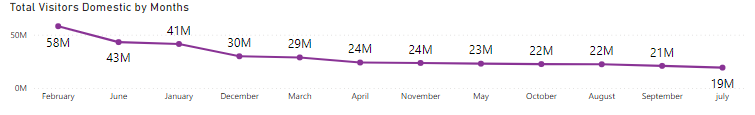 Total Visitors Domestic by Months
50M
0M
58M
43M
41M
30M
29M
24M
24M
23M
22M
22M
21M
19M
February June January December March April November May October August September july